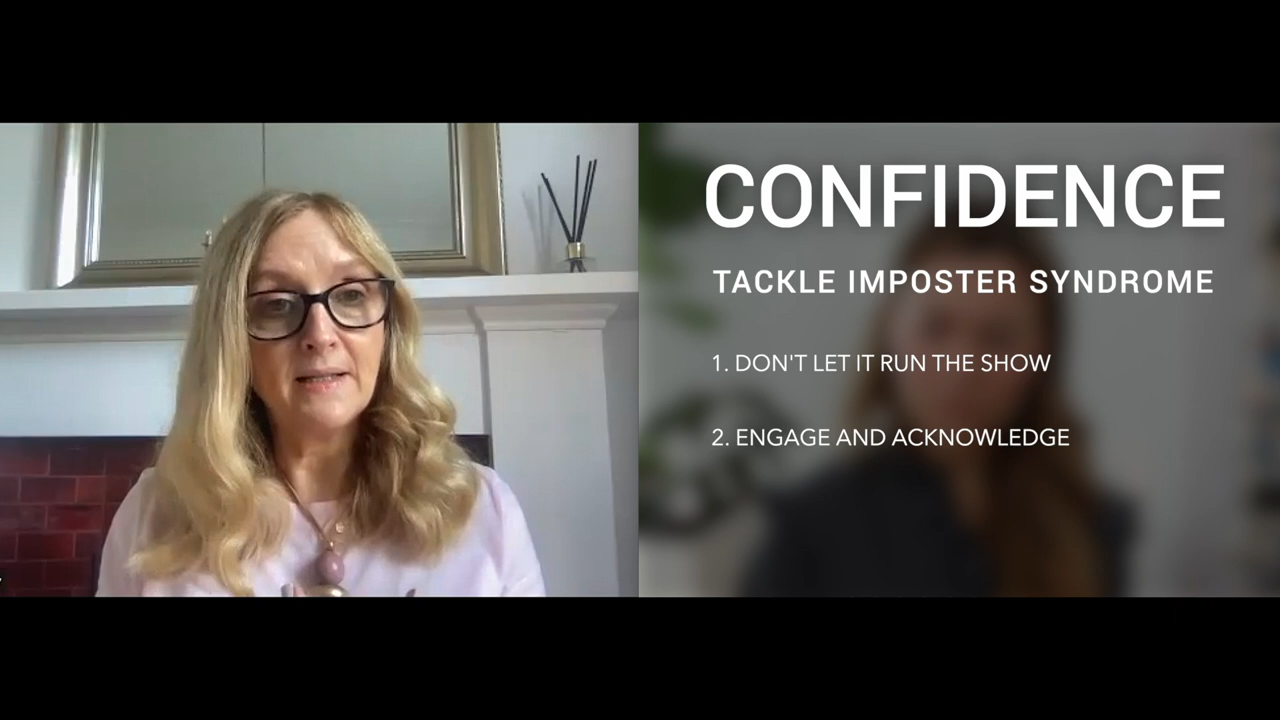 CONFIDENCE
TACKLE IMPOSTER SYNDROME
1. DON'T LET IT RUN THE SHOW
2. ENGAGE AND ACKNOWLEDGE